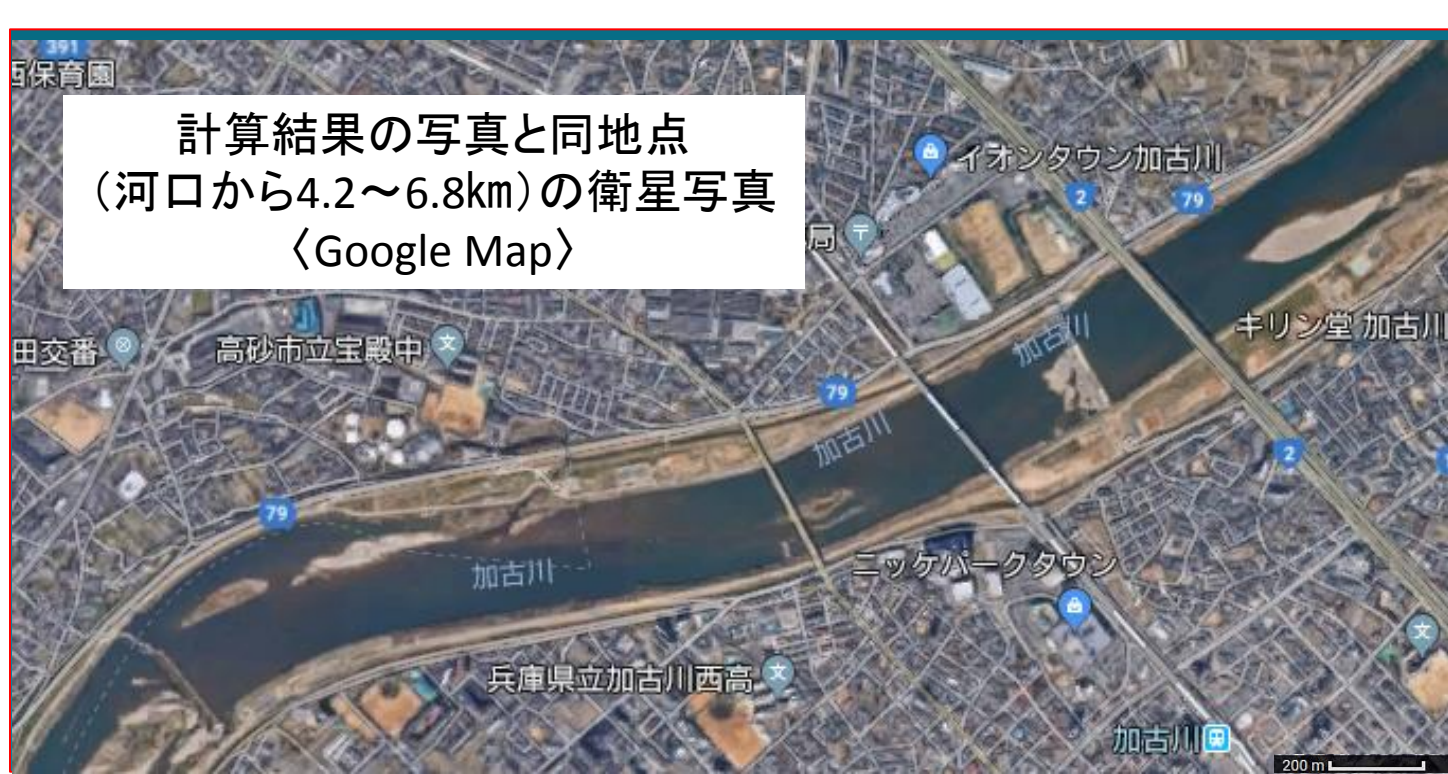 391
西保育園
計算結果の写真と同地点
（河口から4.2～6.8㎞）の衛星写真
〈Google Map〉
イオンタウン加古川
2
79
局
田交番
高砂市立宝殿中
加古川
キリン堂 加古川
79
加古川
2
79
加古川
ニッケパークタウン
兵庫県立加古川西高
加古川
200 m